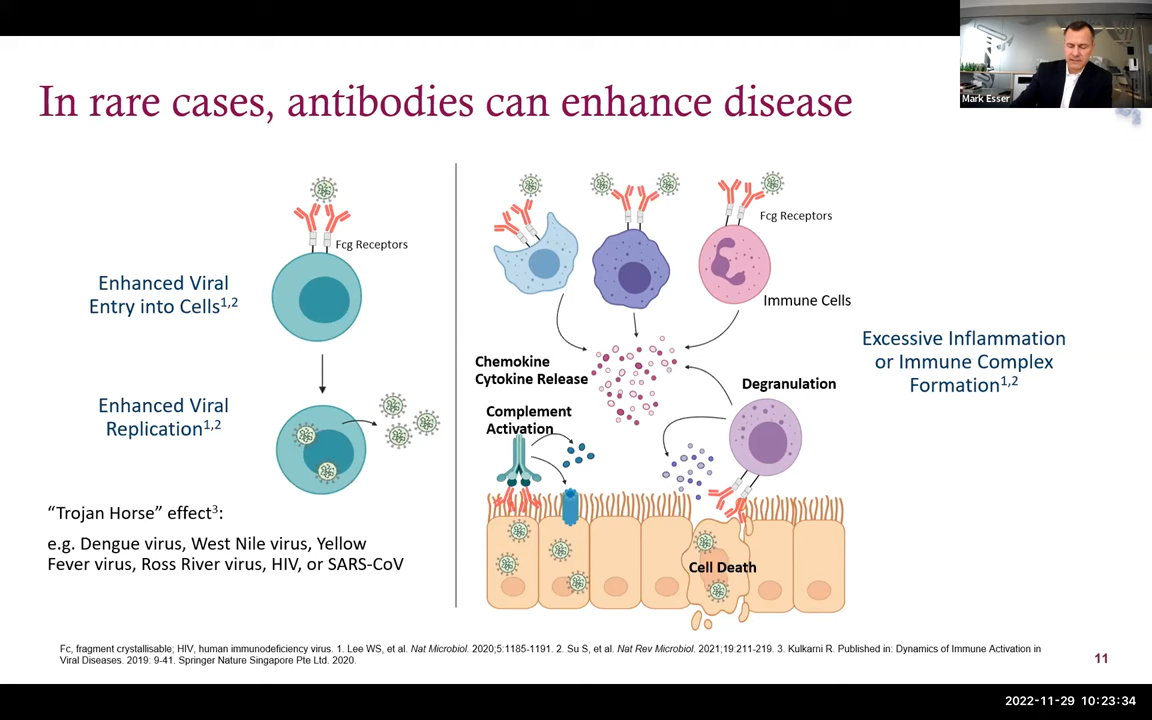 Mark Esser
In rare cases, antibodies can enhance disease
Fcg Receptors
Enhanced Viral
Entry into Cells1,2
Enhanced Viral
Replication1,2
“Trojan Horse” effect3:
e.g. Dengue virus, West Nile virus, Yellow
Fever virus, Ross River virus, HIV, or SARS-CoV
Fcg Receptors
Immune Cells
Chemokine
Cytokine Release
Degranulation
Complement
Activation
Cell Death
Excessive Inflammation
or Immune Complex
Formation1,2
Fc, fragment crystallisable; HIV, human immunodeficiency virus. 1. Lee WS, et al. Nat Microbiol. 2020;5:1185-1191. 2. Su S, et al. Nat Rev Microbiol. 2021;19:211-219. 3. Kulkarni R. Published in: Dynamics of Immune Activation in
Viral Diseases. 2019: 9-41. Springer Nature Singapore Pte Ltd. 2020.
11
2022-11-29 10:23:34